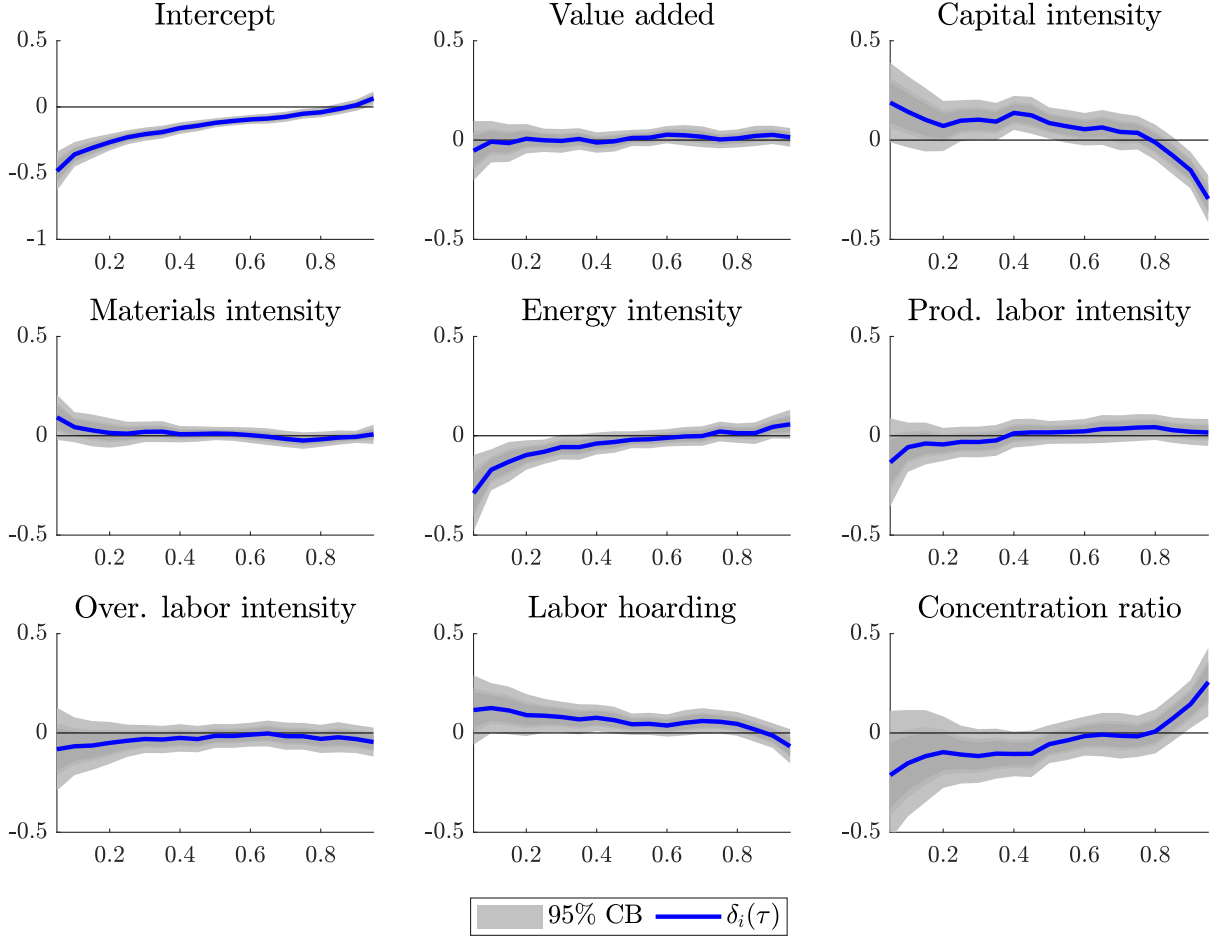 Intercept
Value added
Capital intensity
0.5
0
-0.5
-1
0.2 0.4 0.6 0.8
0.5
0
-0.5
0.2 0.4 0.6 0.8
0.5
0
-0.5
0.2 0.4 0.6 0.8
Materials intensity
Energy intensity
Prod. labor intensity
0.5
0
-0.5
0.2 0.4 0.6 0.8
0.5
0
-0.5
0.2 0.4 0.6 0.8
0.5
0
-0.5
0.2 0.4 0.6 0.8
Over. labor intensity
Labor hoarding
Concentration ratio
0.5
0
-0.5
0.2 0.4 0.6 0.8
0.5
0
-0.5
0.2 0.4 0.6 0.8
0.5
0
-0.5
0.2 0.4 0.6 0.8
95% CB δᵢ(τ)